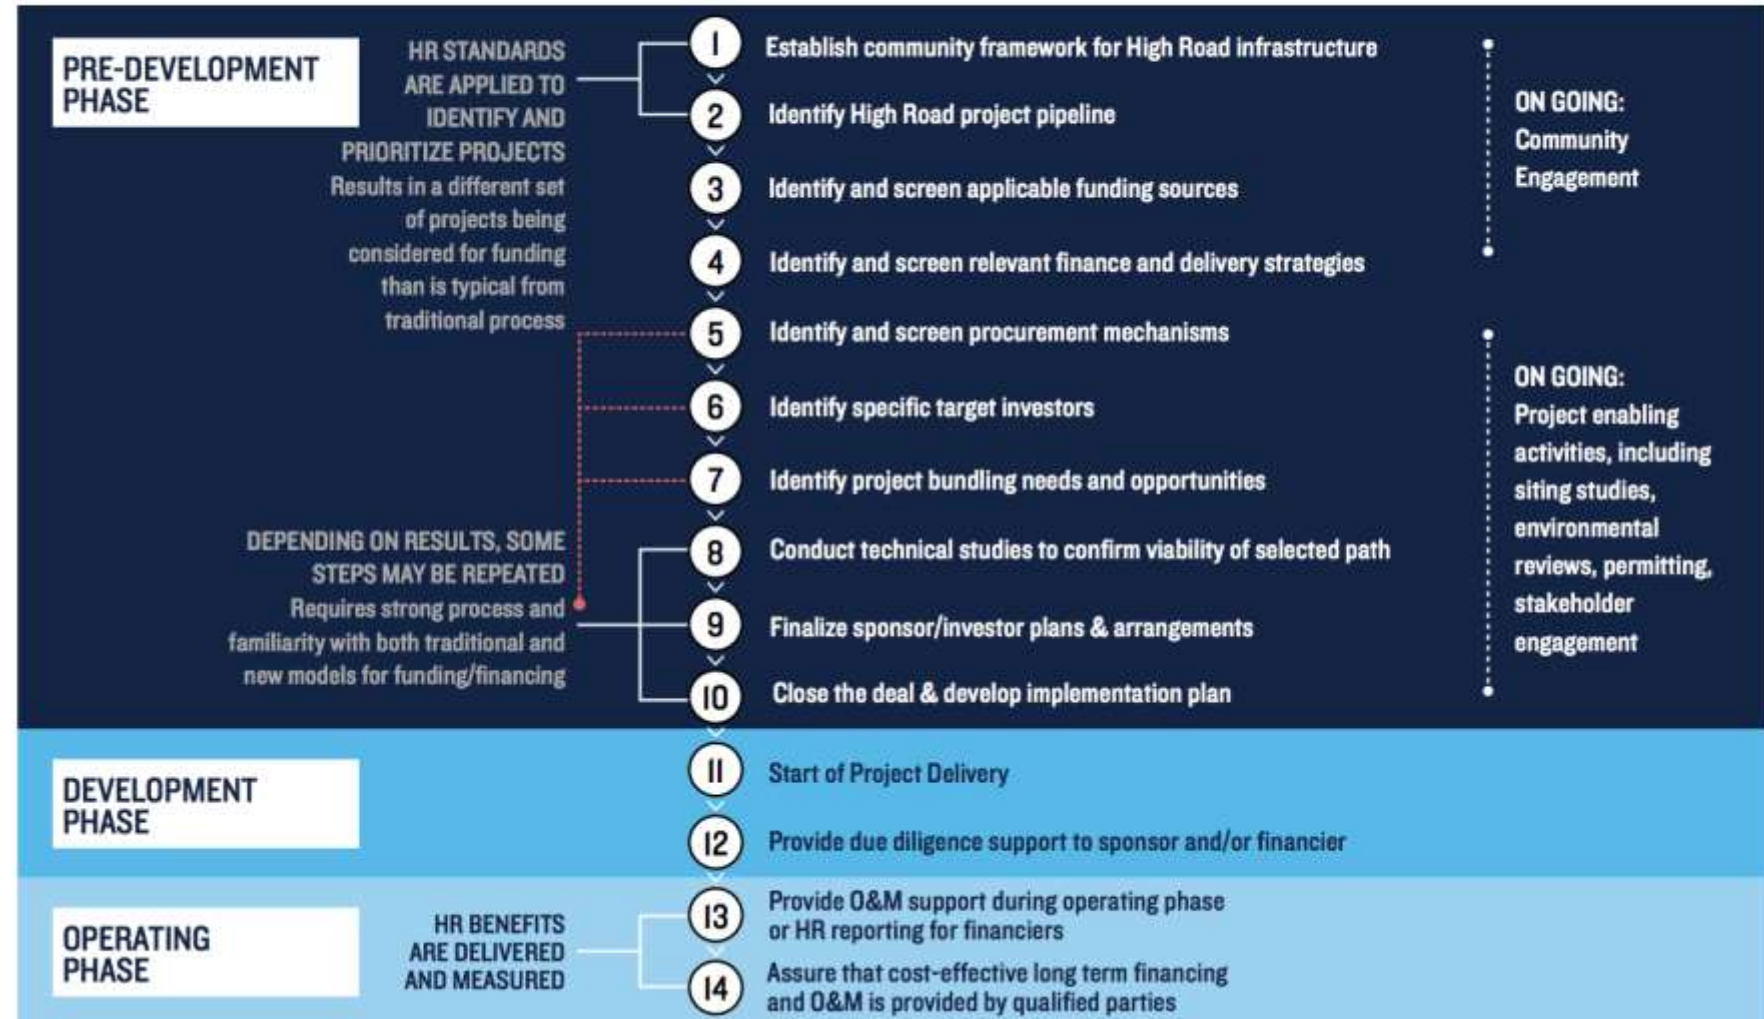 PRE-DEVELOPMENT
PHASE
HR STANDARDS
ARE APPLIED TO
IDENTIFY AND
PRIORITIZE PROJECTS
Results in a different set
of projects being
considered for funding
than is typical from
traditional process
1 Establish community framework for High Road infrastructure
2 Identify High Road project pipeline
3 Identify and screen applicable funding sources
4 Identify and screen relevant finance and delivery strategies
ON GOING:
Community
Engagement
5 Identify and screen procurement mechanisms
6 Identify specific target investors
7 Identify project bundling needs and opportunities
DEPENDING ON RESULTS, SOME
STEPS MAY BE REPEATED
Requires strong process and
familiarity with both traditional and
new models for funding/financing
8 Conduct technical studies to confirm viability of selected path
9 Finalize sponsor/investor plans & arrangements
10 Close the deal & develop implementation plan
ON GOING:
Project enabling
activities, including
siting studies,
environmental
reviews, permitting,
stakeholder
engagement
DEVELOPMENT
PHASE
11 Start of Project Delivery
12 Provide due diligence support to sponsor and/or financier
OPERATING
PHASE
HR BENEFITS
ARE DELIVERED
AND MEASURED
13 Provide O&M support during operating phase
or HR reporting for financiers
14 Assure that cost-effective long term financing
and O&M is provided by qualified parties